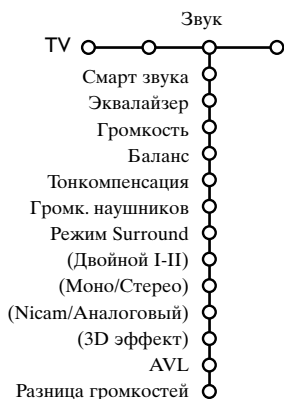 Звук
TV
Смарт звука
Эквалайзер
Громкость
Баланс
Тонкомпенсация
Громк. наушников
Режим Surround
(Двойной I-II)
(Моно/Стерео)
(Nicam/Аналоговый)
(3D эффект)
AVL
Разница громкостей